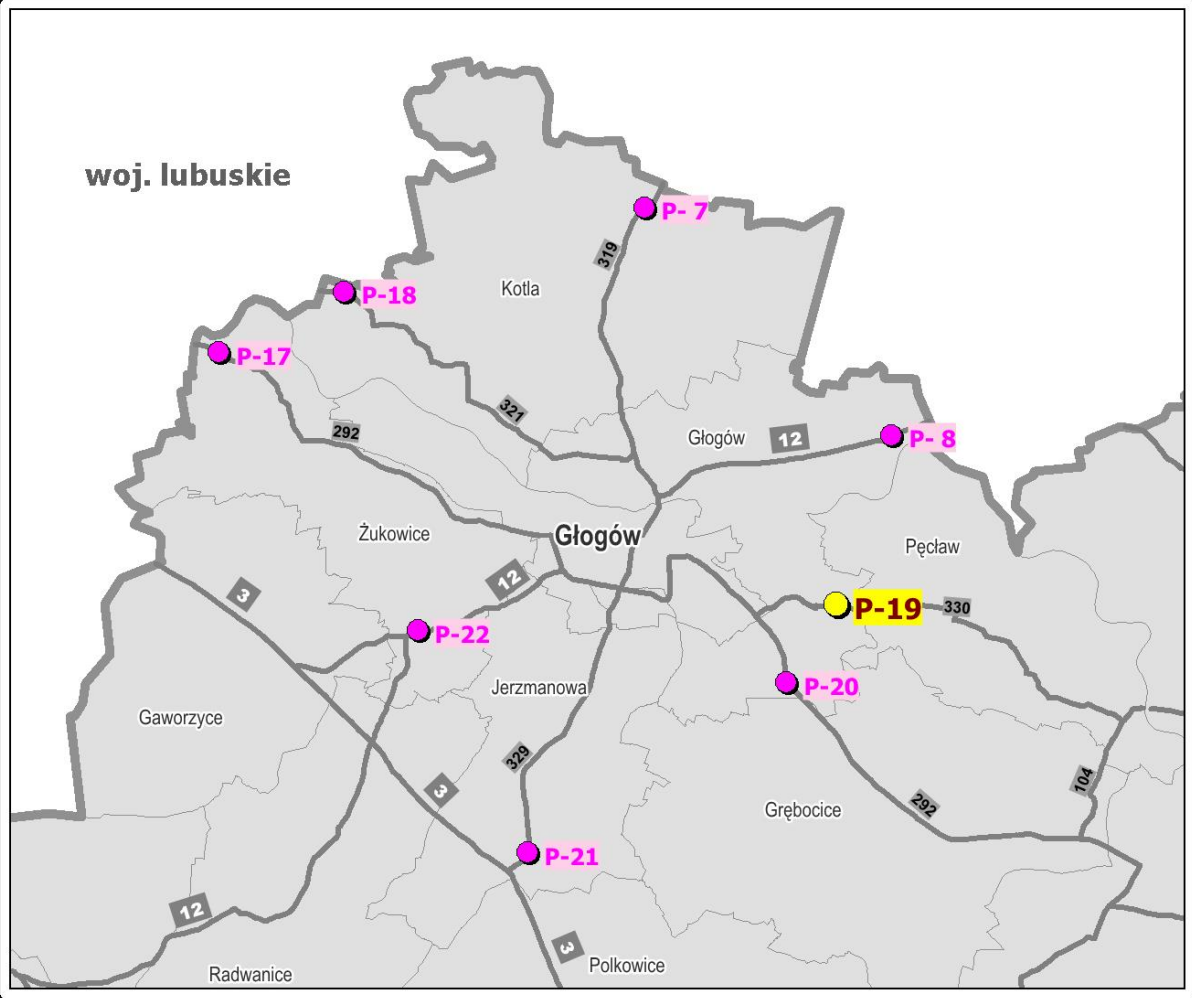 woj. lubuskie
P- 7
319
Kotla
P-18
P-17
321
292
Głogów
12
P- 8
Głogów
Żukowice
Pęcław
12
3
P-19
330
P-22
P-20
Jerzmanowa
Gaworzyce
329
3
104
292
Grębocice
P-21
12
3
Polkowice
Radwanice